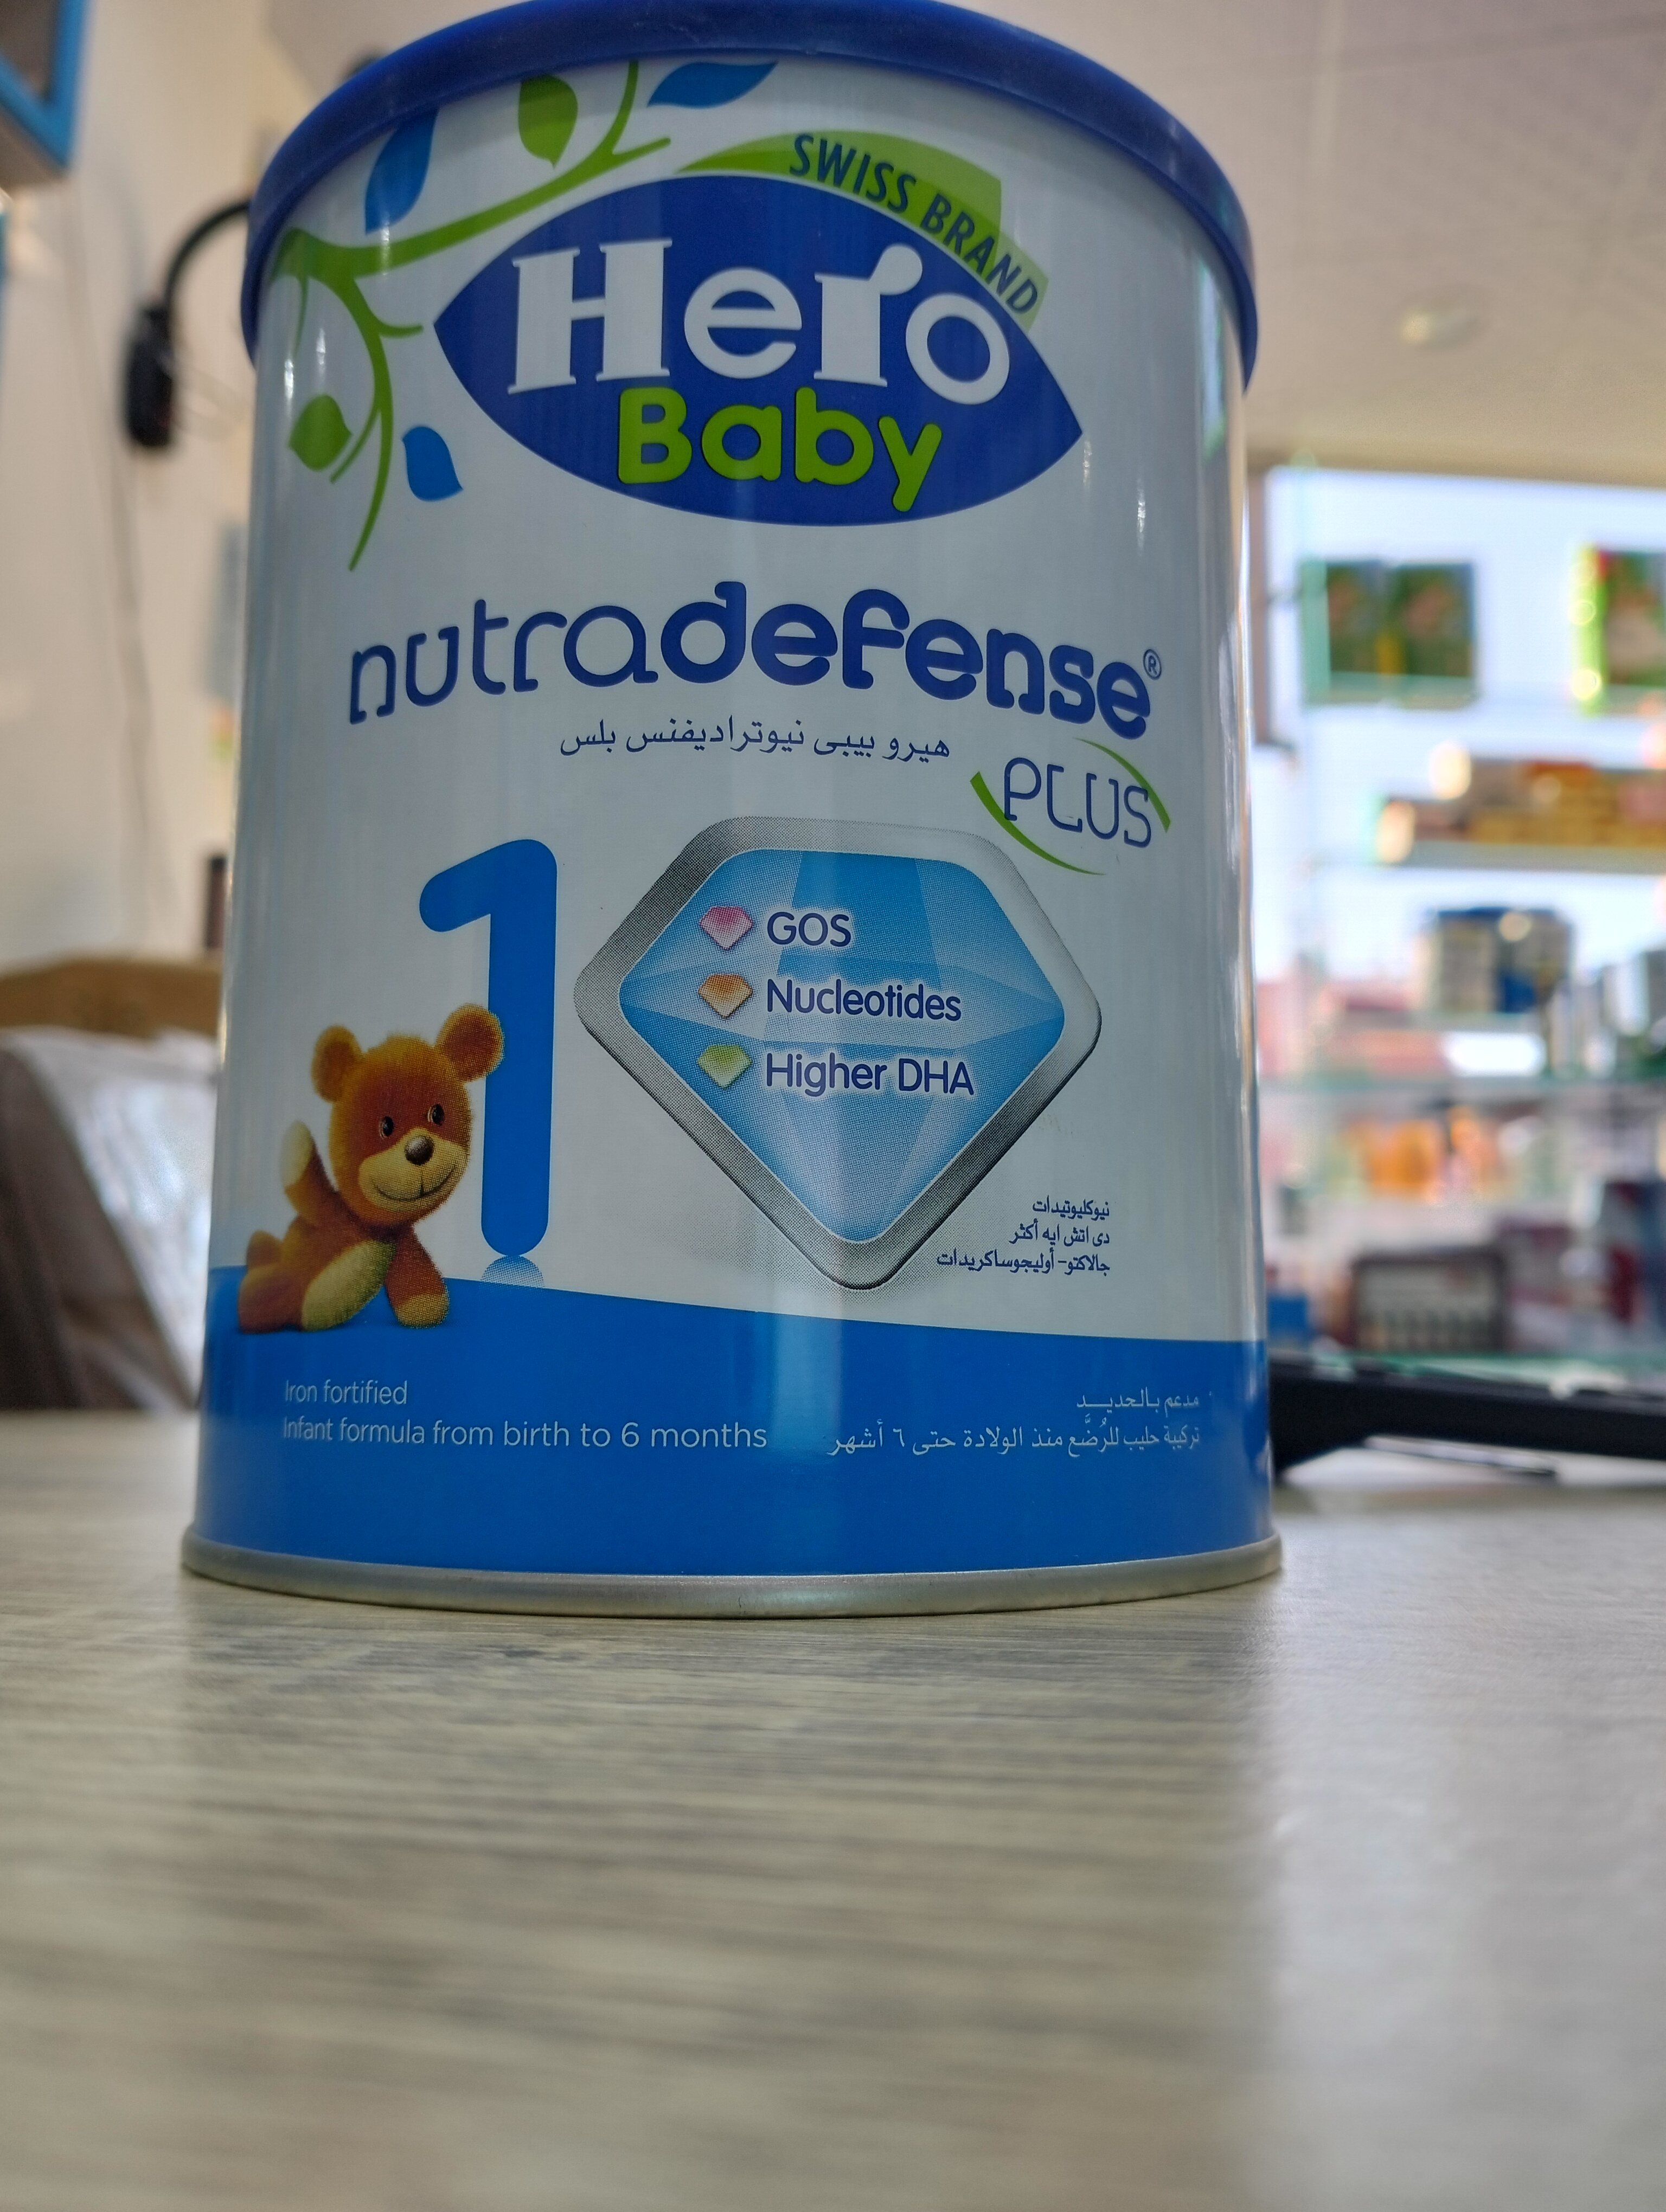 SWISS BRAND
Hero
Baby
nutradefense®
هيرو بيبى نيوتراديفنس بلس
PLUS
1
GOS
Nucleotides
Higher DHA
نيوكليوتيدات
دى اتش ايه أكثر
جالاكتو- أوليجوساكريدات
Iron fortified
Infant formula from birth to 6 months
مدعم بالحديـــد
تركيبة حليب للرُضَّع منذ الولادة حتى ٦ أشهر